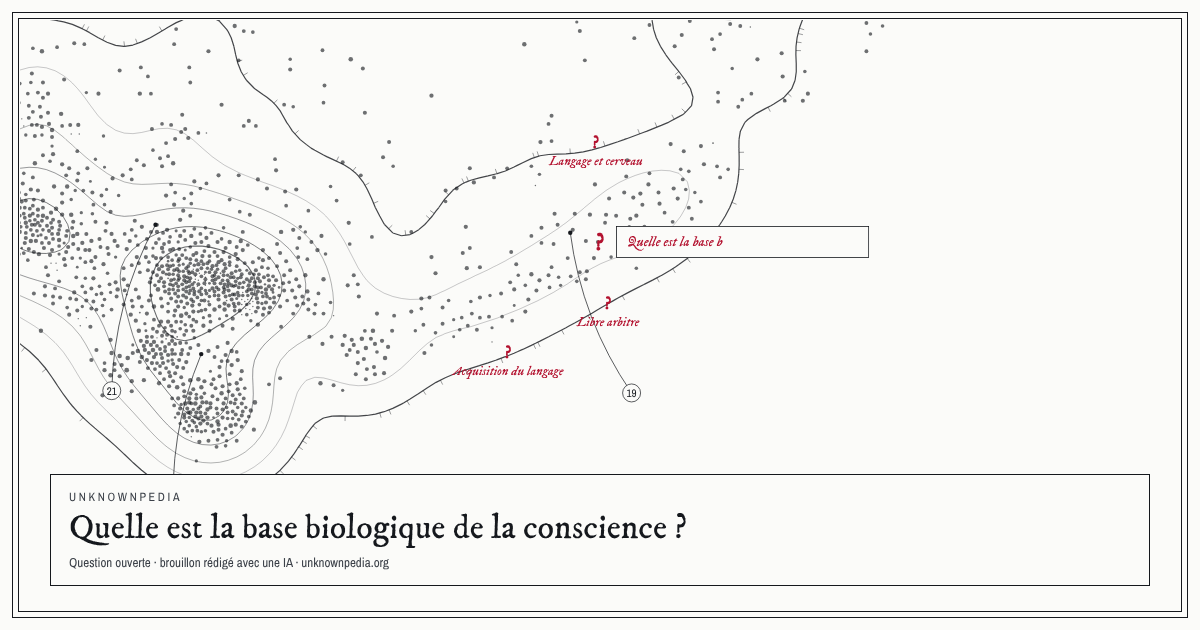 Langage et cerveau
Quelle est la base b
Libre arbitre
Acquisition du langage
21
19
UNKNOWNPEDIA
Quelle est la base biologique de la conscience ?
Question ouverte · brouillon rédigé avec une IA · unknownpedia.org